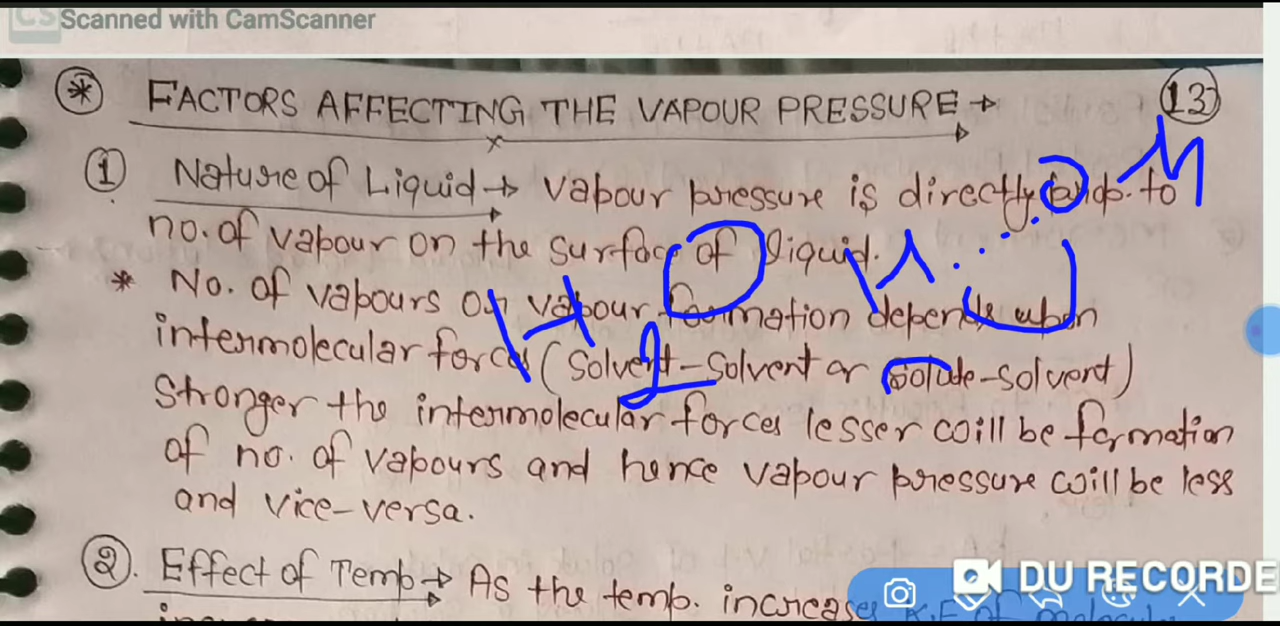 CS Scanned with CamScanner
* FACTORS AFFECTING THE VAPOUR PRESSURE → 13
① Nature of Liquid → vapour pressure is directly prop. to
no. of vapour on the surface of liquid.
* No. of vapours or vapour formation depends upon
intermolecular forces (Solvent-Solvent or Solute-Solvent)
Stronger the intermolecular forces lesser will be formation
of no. of vapours and hence vapour pressure will be less
and vice-versa.
②. Effect of Temp → As the temp. increases K.E of
DU RECORDE
H2O H